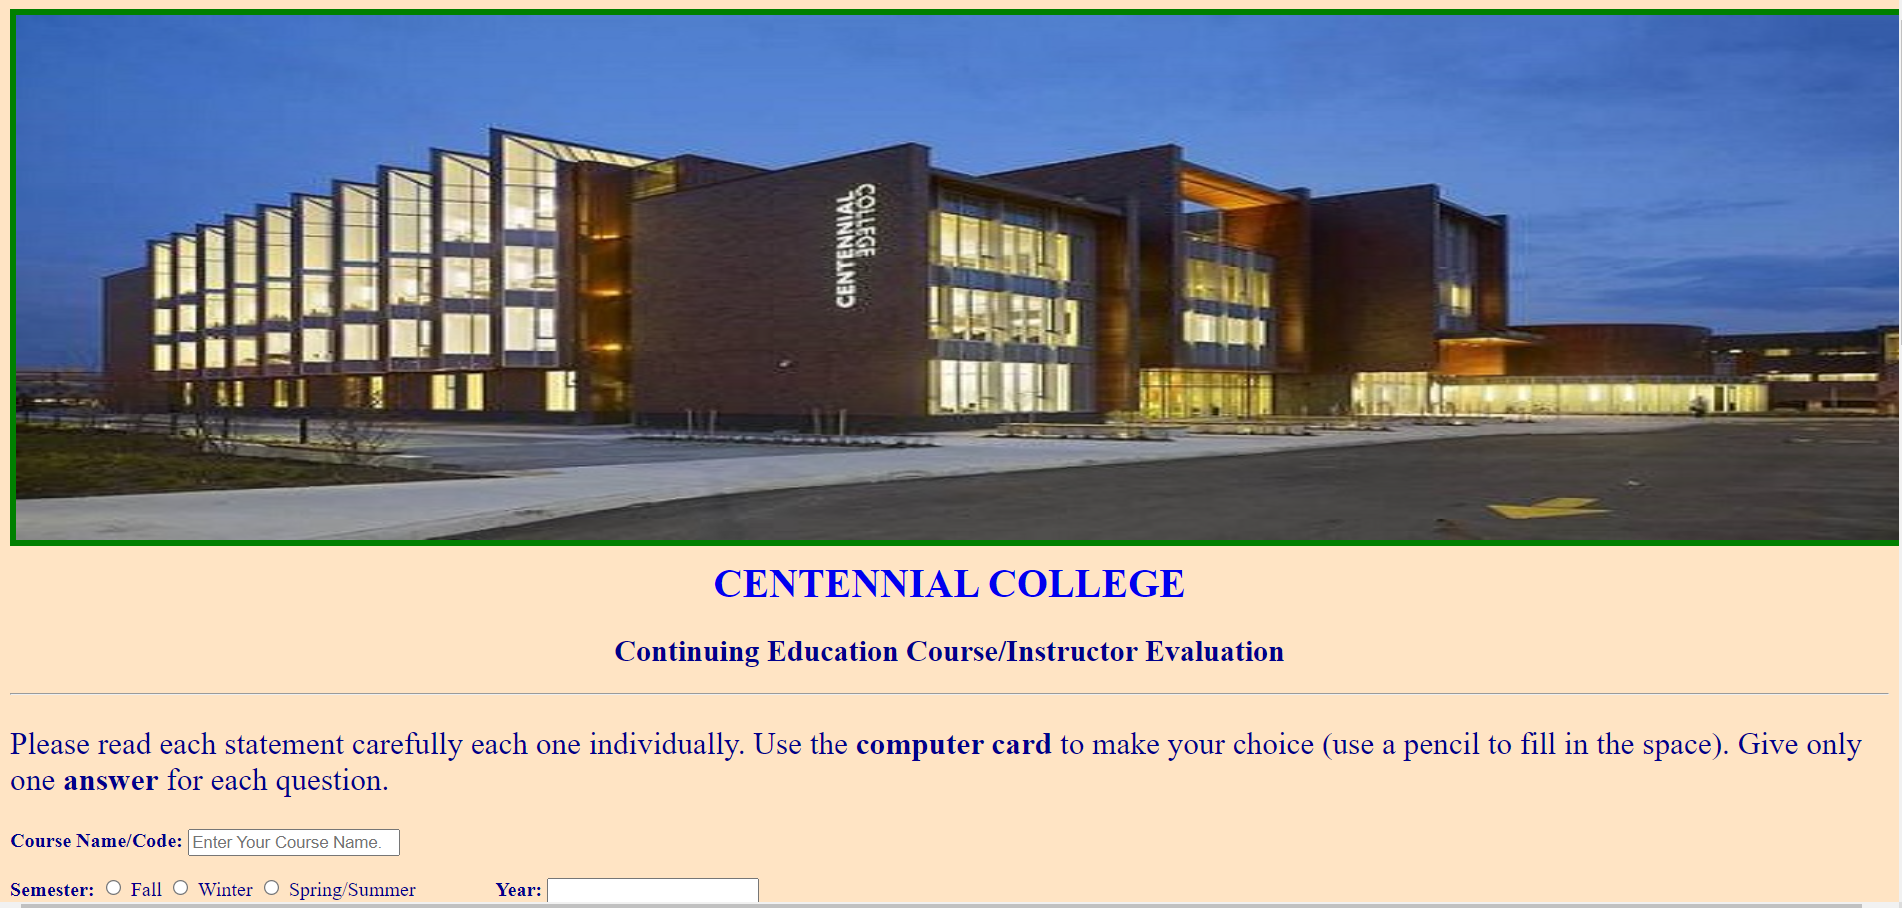 CENTENNIAL
COLLEGE
CENTENNIAL COLLEGE
Continuing Education Course/Instructor Evaluation
Please read each statement carefully each one individually. Use the computer card to make your choice (use a pencil to fill in the space). Give only
one answer for each question.
Course Name/Code: Enter Your Course Name.
Semester: Fall Winter Spring/Summer Year: